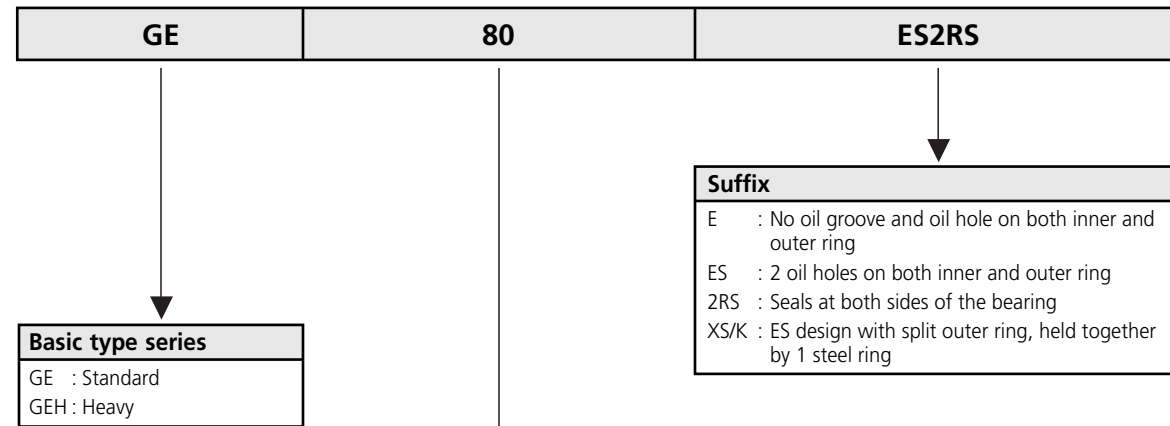 GE 80 ES2RS
Suffix
E : No oil groove and oil hole on both inner and
outer ring
ES : 2 oil holes on both inner and outer ring
2RS : Seals at both sides of the bearing
XS/K : ES design with split outer ring, held together
by 1 steel ring
Basic type series
GE : Standard
GEH : Heavy